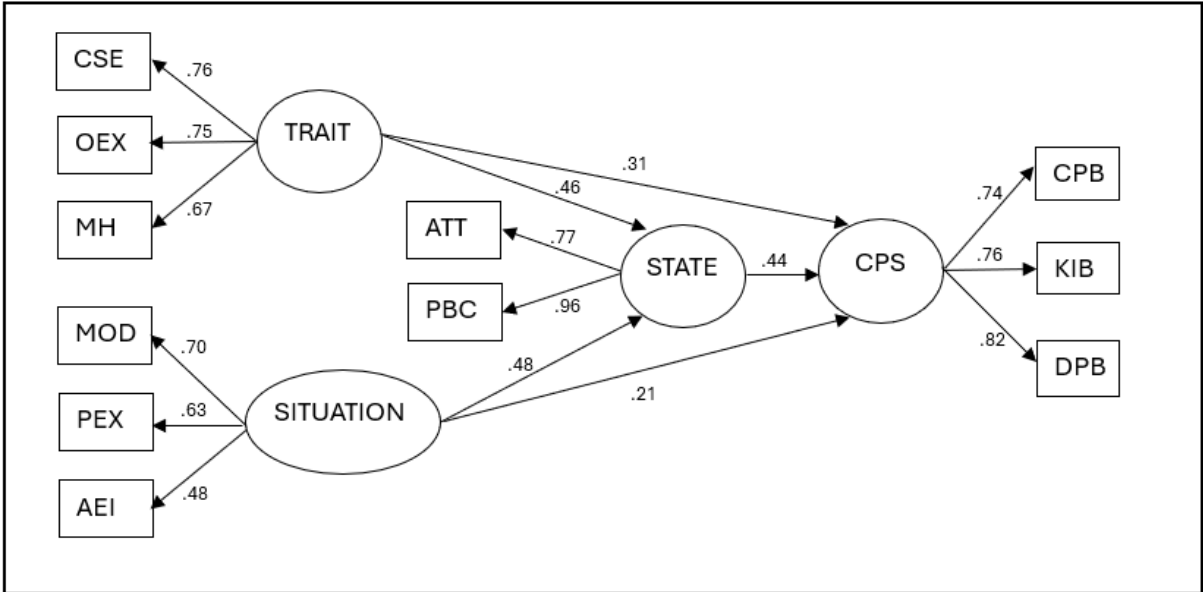 CSE
.76
OEX
.75
TRAIT
MH
.67
.31
.46
ATT
.77
PBC
.96
STATE
.44
CPS
CPB
.74
KIB
.76
DPB
.82
MOD
.70
PEX
.63
SITUATION
AEI
.48
.48
.21